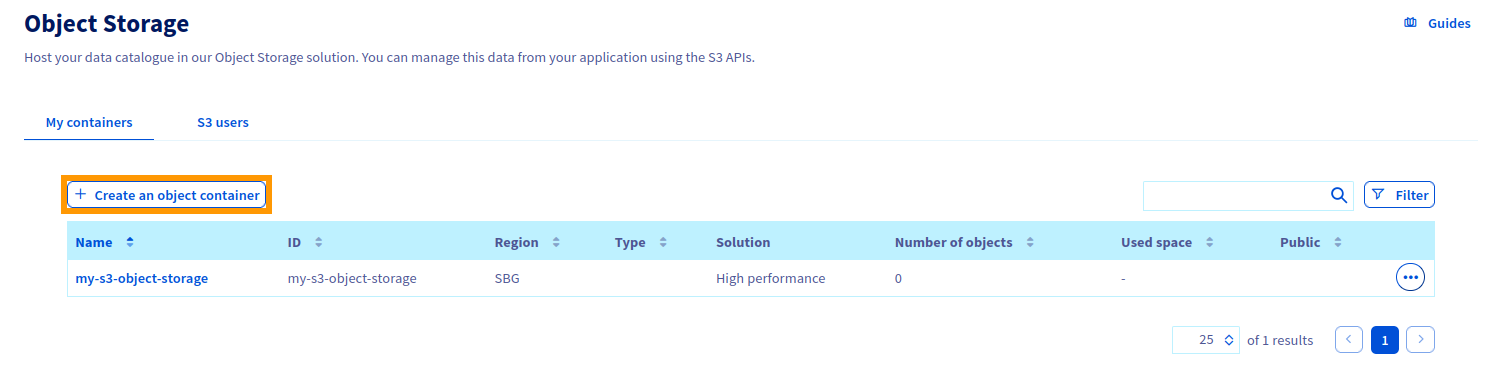 Object Storage
Guides
Host your data catalogue in our Object Storage solution. You can manage this data from your application using the S3 APIs.
My containers S3 users
+ Create an object container Filter
Name ID Region Type Solution Number of objects Used space Public
my-s3-object-storage my-s3-object-storage SBG High performance 0 - •••
25 of 1 results < 1 >